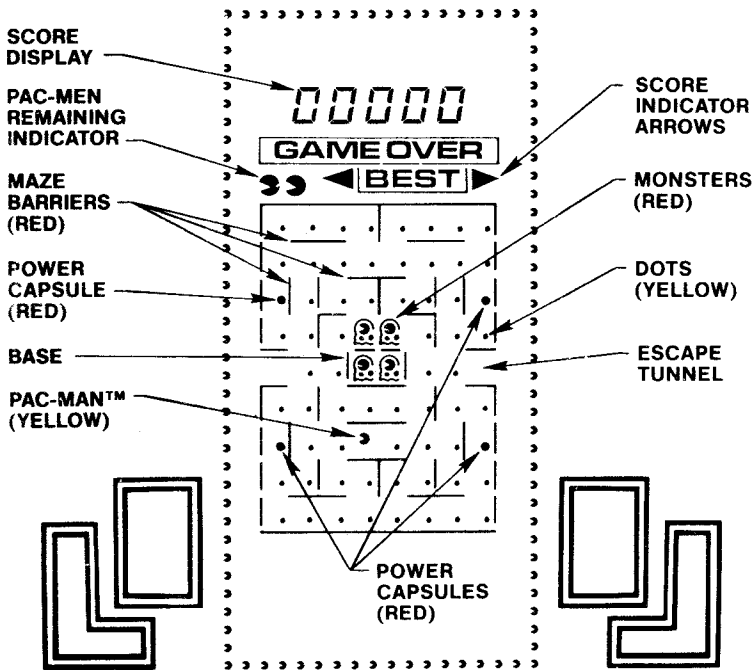 SCORE
DISPLAY
PAC-MEN
REMAINING
INDICATOR
MAZE
BARRIERS
(RED)
POWER
CAPSULE
(RED)
BASE
PAC-MAN™
(YELLOW)
00000
GAME OVER
BEST
SCORE
INDICATOR
ARROWS
MONSTERS
(RED)
DOTS
(YELLOW)
ESCAPE
TUNNEL
POWER
CAPSULES
(RED)